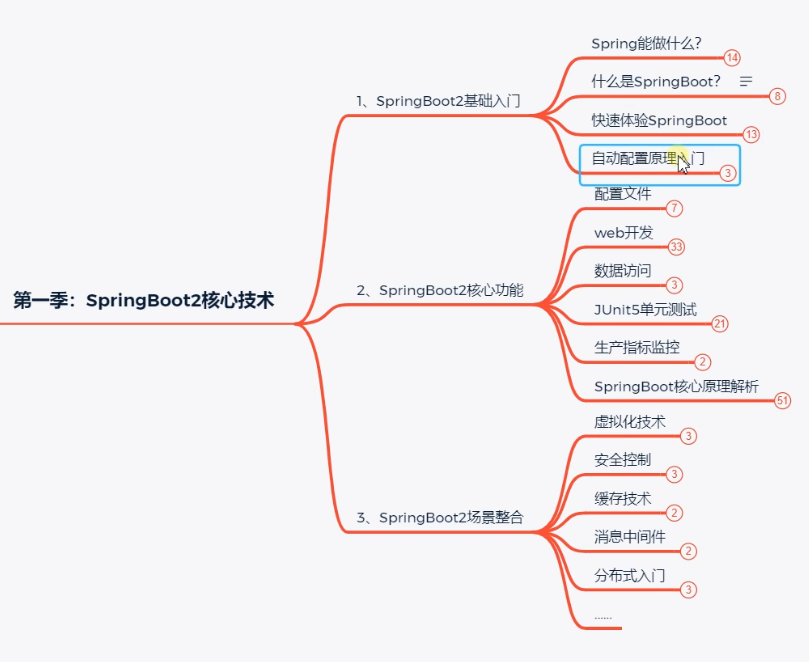 第一季：SpringBoot2核心技术
1、SpringBoot2基础入门
Spring能做什么？
14
什么是SpringBoot？
8
快速体验SpringBoot
13
自动配置原理入门
3
2、SpringBoot2核心功能
配置文件
7
web开发
33
数据访问
3
JUnit5单元测试
21
生产指标监控
2
SpringBoot核心原理解析
51
3、SpringBoot2场景整合
虚拟化技术
3
安全控制
3
缓存技术
2
消息中间件
2
分布式入门
3
......